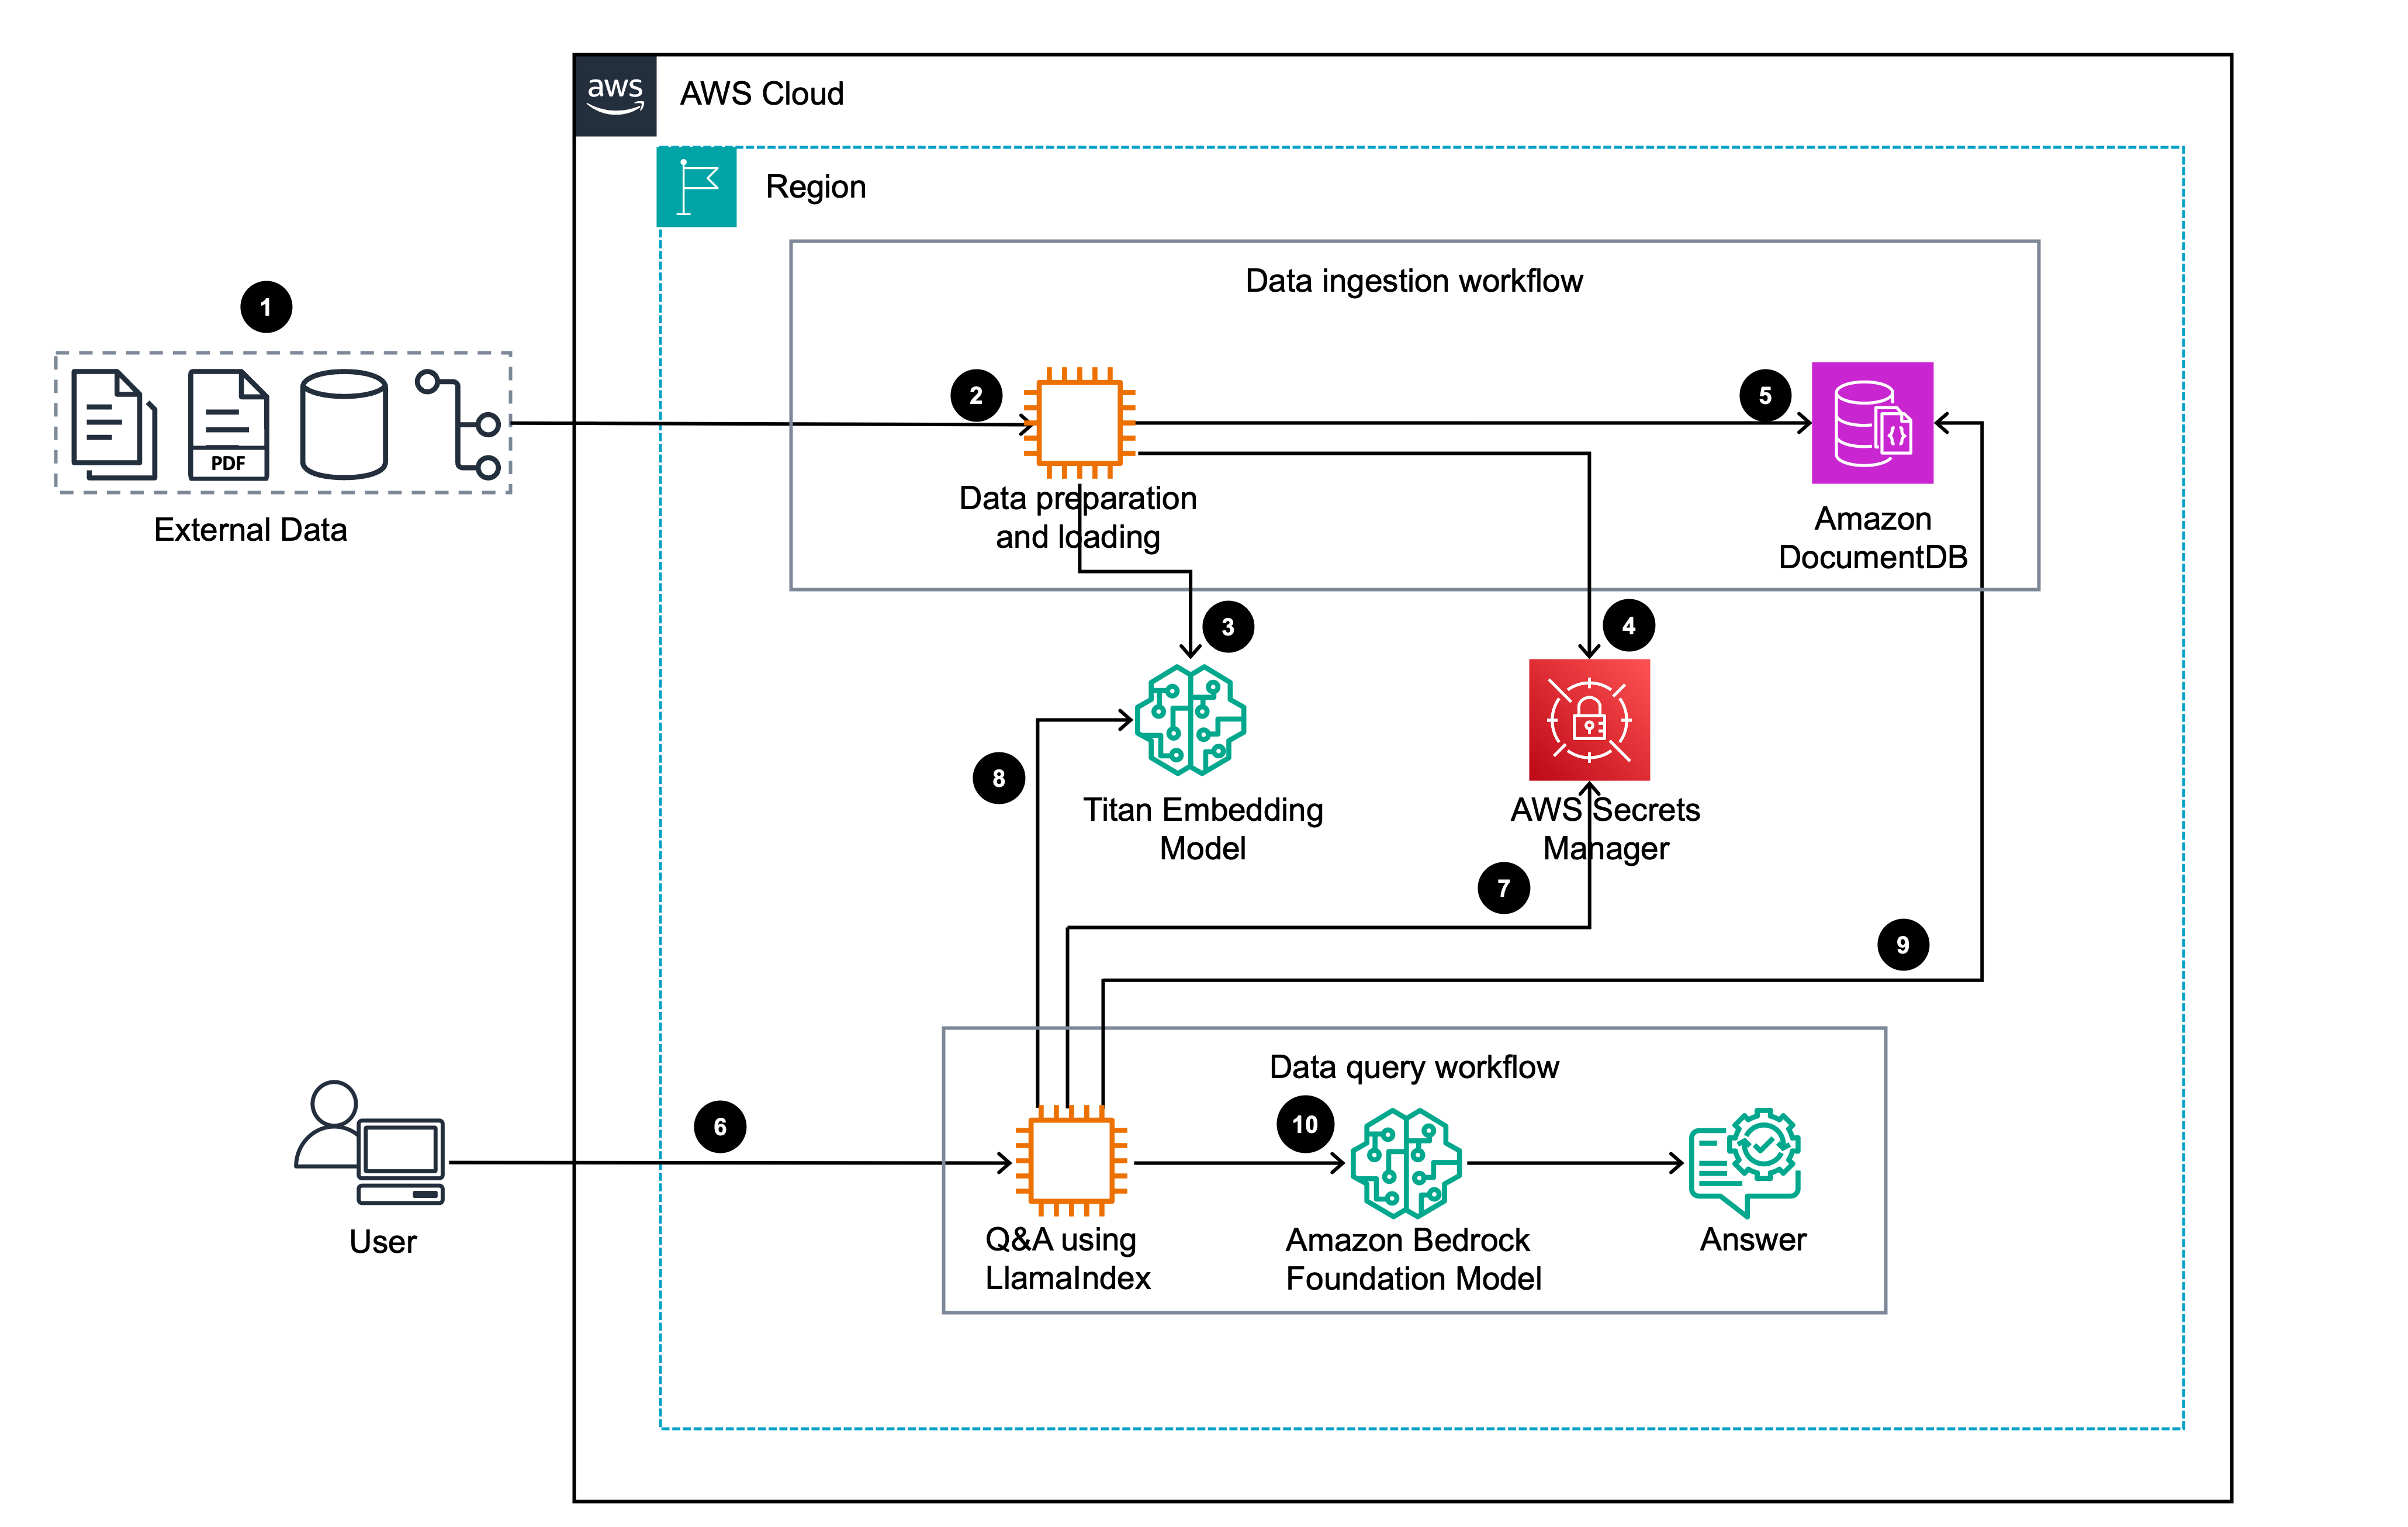 aws
AWS Cloud
Region
Data ingestion workflow
1
2
5
PDF
{}
External Data
Data preparation
and loading
Amazon
DocumentDB
3
4
8
Titan Embedding
Model
AWS Secrets
Manager
7
9
Data query workflow
6
10
User
Q&A using
LlamaIndex
Amazon Bedrock
Foundation Model
Answer